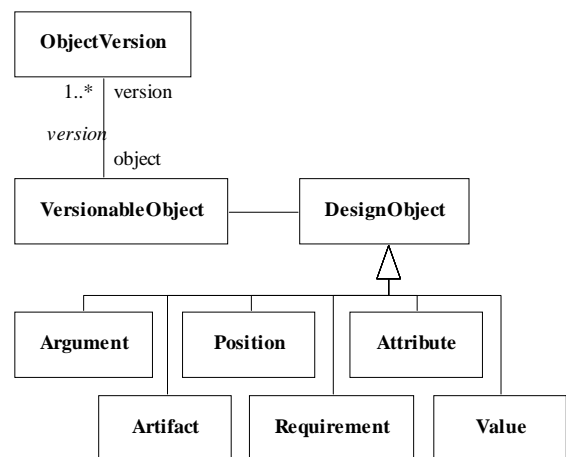 ObjectVersion
1..* version
version
object
VersionableObject DesignObject
Argument Position Attribute
Artifact Requirement Value